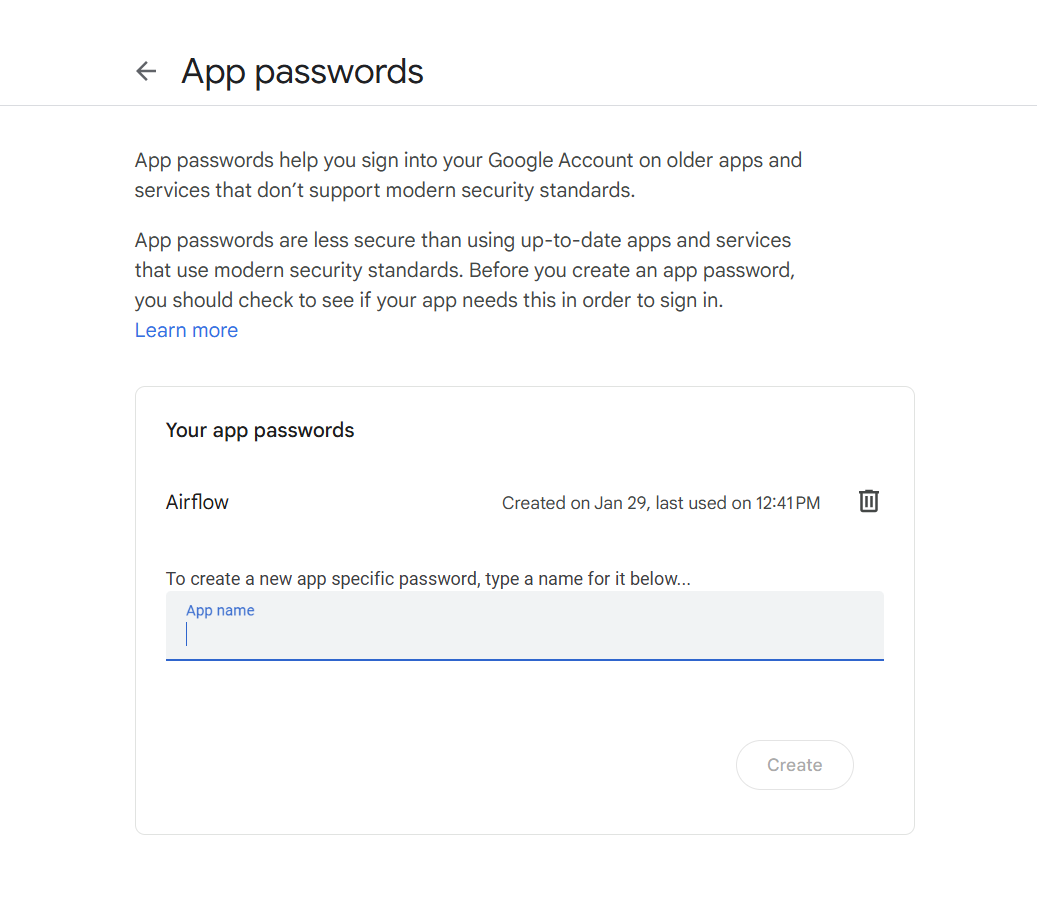 App passwords
App passwords help you sign into your Google Account on older apps and
services that don’t support modern security standards.
App passwords are less secure than using up-to-date apps and services
that use modern security standards. Before you create an app password,
you should check to see if your app needs this in order to sign in.
Learn more
Your app passwords
Airflow Created on Jan 29, last used on 12:41 PM
To create a new app specific password, type a name for it below...
App name
Create